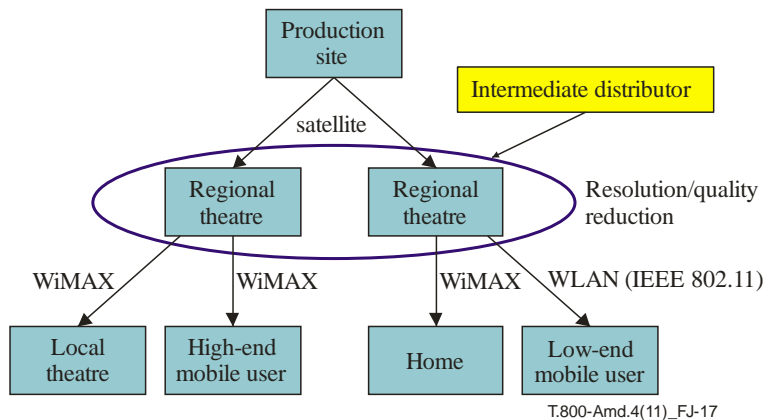 Production
site
Intermediate distributor
satellite
Regional
theatre
Regional
theatre
Resolution/quality
reduction
WiMAX
WiMAX
WiMAX
WLAN (IEEE 802.11)
Local
theatre
High-end
mobile user
Home
Low-end
mobile user
T.800-Amd.4(11)_FJ-17